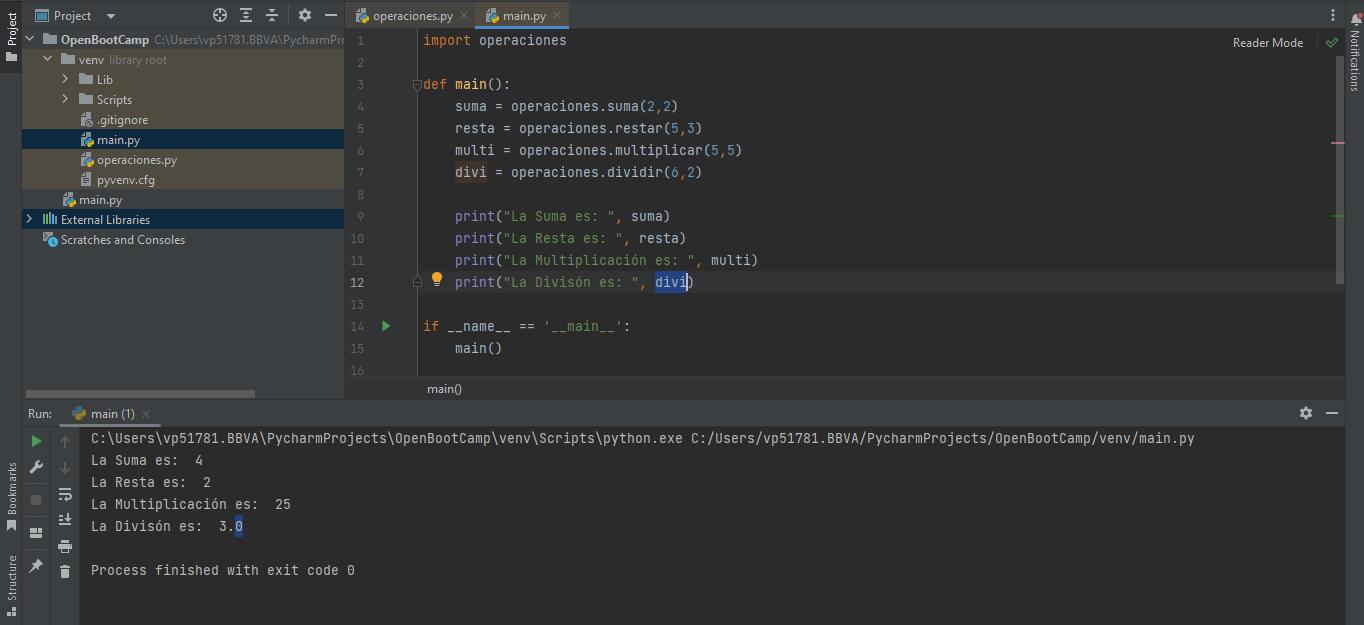 Project
Project
operaciones.py
main.py
OpenBootCamp C:\Users\vp51781.BBVA\PycharmPr
venv library root
Lib
Scripts
.gitignore
main.py
operaciones.py
pyvenv.cfg
main.py
External Libraries
Scratches and Consoles
Reader Mode
Notifications
1 import operaciones
2
3 def main():
4 suma = operaciones.suma(2,2)
5 resta = operaciones.restar(5,3)
6 multi = operaciones.multiplicar(5,5)
7 divi = operaciones.dividir(6,2)
8
9 print("La Suma es: ", suma)
10 print("La Resta es: ", resta)
11 print("La Multiplicación es: ", multi)
12 print("La Divisón es: ", divi)
13
14 if __name__ == '__main__':
15 main()
16
main()
Run: main (1)
C:\Users\vp51781.BBVA\PycharmProjects\OpenBootCamp\venv\Scripts\python.exe C:/Users/vp51781.BBVA/PycharmProjects/OpenBootCamp/venv/main.py
La Suma es:  4
La Resta es:  2
La Multiplicación es:  25
La Divisón es:  3.0
Process finished with exit code 0
Bookmarks
Structure